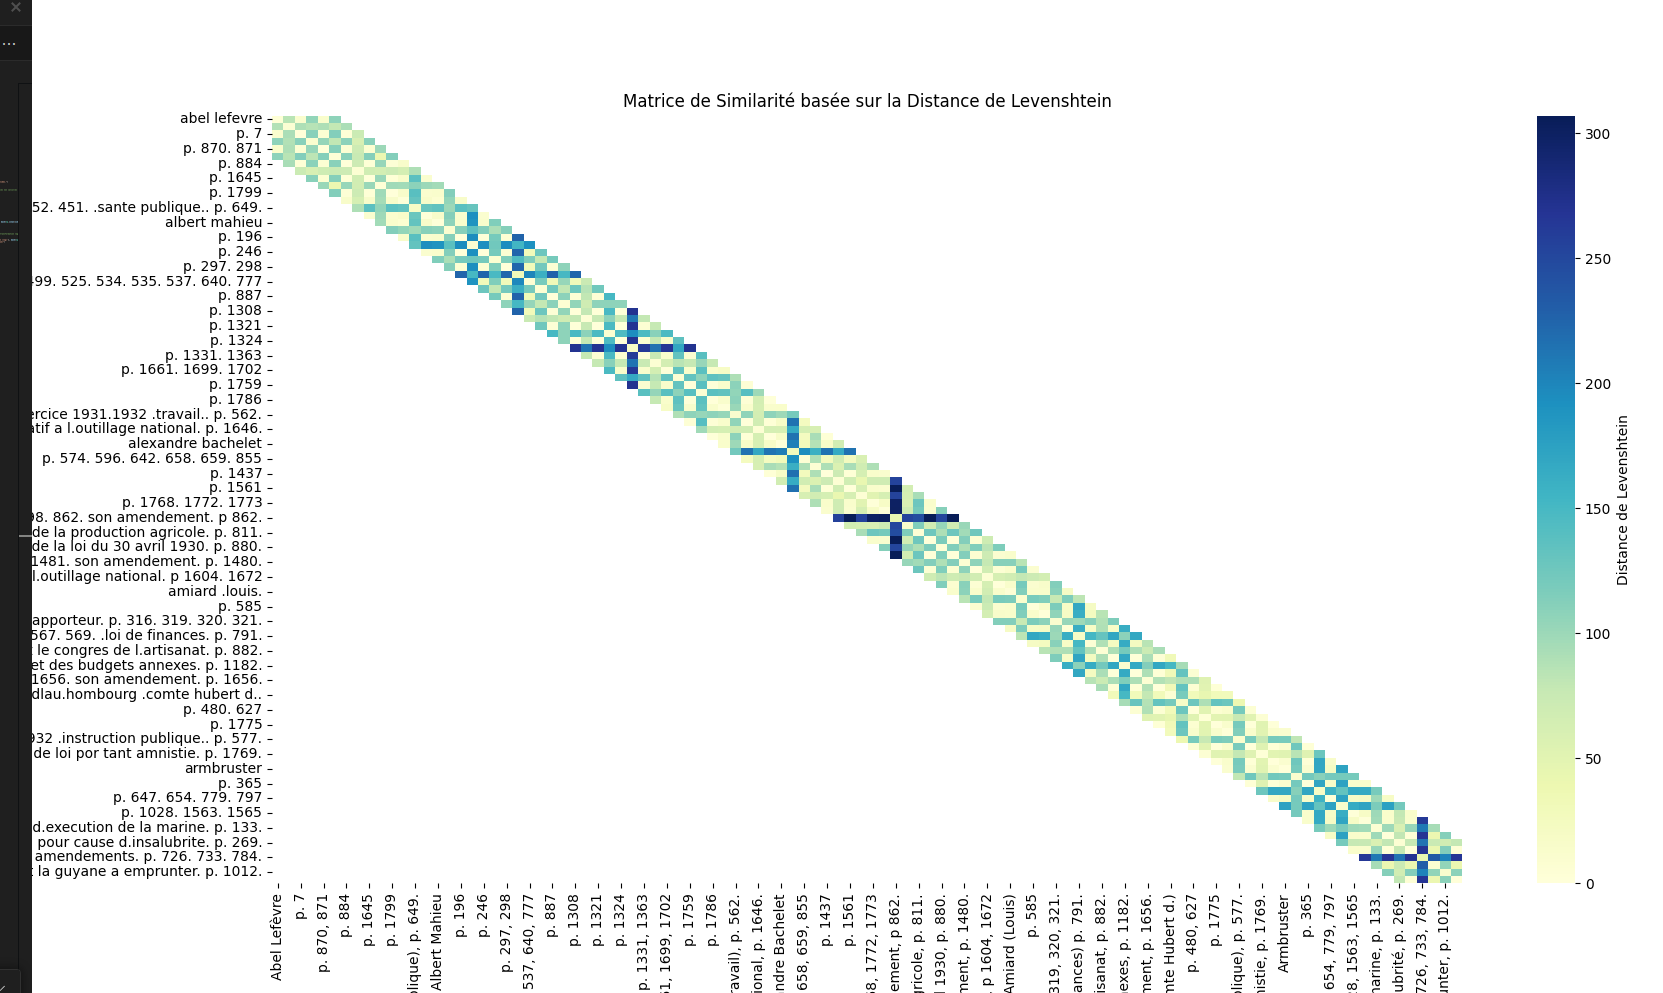 Matrice de Similarité basée sur la Distance de Levenshtein
abel lefevre
p. 7
p. 870. 871
p. 884
p. 1645
p. 1799
52. 451. .sante publique.. p. 649.
albert mahieu
p. 196
p. 246
p. 297. 298
499. 525. 534. 535. 537. 640. 777
p. 887
p. 1308
p. 1321
p. 1324
p. 1331. 1363
p. 1661. 1699. 1702
p. 1759
p. 1786
ercice 1931.1932 .travail.. p. 562.
atif a l.outillage national. p. 1646.
alexandre bachelet
p. 574. 596. 642. 658. 659. 855
p. 1437
p. 1561
p. 1768. 1772. 1773
98. 862. son amendement. p 862.
de la production agricole. p. 811.
de la loi du 30 avril 1930. p. 880.
1481. son amendement. p. 1480.
l.outillage national. p 1604. 1672
amiard .louis.
p. 585
apporteur. p. 316. 319. 320. 321.
567. 569. .loi de finances. p. 791.
le congres de l.artisanat. p. 882.
et des budgets annexes. p. 1182.
1656. son amendement. p. 1656.
dlau.hombourg .comte hubert d..
p. 480. 627
p. 1775
932 .instruction publique.. p. 577.
de loi por tant amnistie. p. 1769.
armbruster
p. 365
p. 647. 654. 779. 797
p. 1028. 1563. 1565
d.execution de la marine. p. 133.
pour cause d.insalubrite. p. 269.
amendements. p. 726. 733. 784.
la guyane a emprunter. p. 1012.
Abel Lefèvre
p. 7
p. 870, 871
p. 884
p. 1645
p. 1799
blique), p. 649.
Albert Mahieu
p. 196
p. 246
p. 297, 298
537, 640, 777
p. 887
p. 1308
p. 1321
p. 1324
p. 1331, 1363
1, 1699, 1702
p. 1759
p. 1786
ravail), p. 562.
ional, p. 1646.
ndre Bachelet
658, 659, 855
p. 1437
p. 1561
8, 1772, 1773
ement, p 862.
gricole, p. 811.
l 1930, p. 880.
ment, p. 1480.
. p 1604, 1672
Amiard (Louis)
p. 585
319, 320, 321.
ances) p. 791.
isanat, p. 882.
nexes, p. 1182.
ment, p. 1656.
mte Hubert d.)
p. 480, 627
p. 1775
lique), p. 577.
nistie, p. 1769.
Armbruster
p. 365
654, 779, 797
28, 1563, 1565
marine, p. 133.
ubrité, p. 269.
726, 733, 784.
unter, p. 1012.
300
250
200
150
100
50
0
Distance de Levenshtein